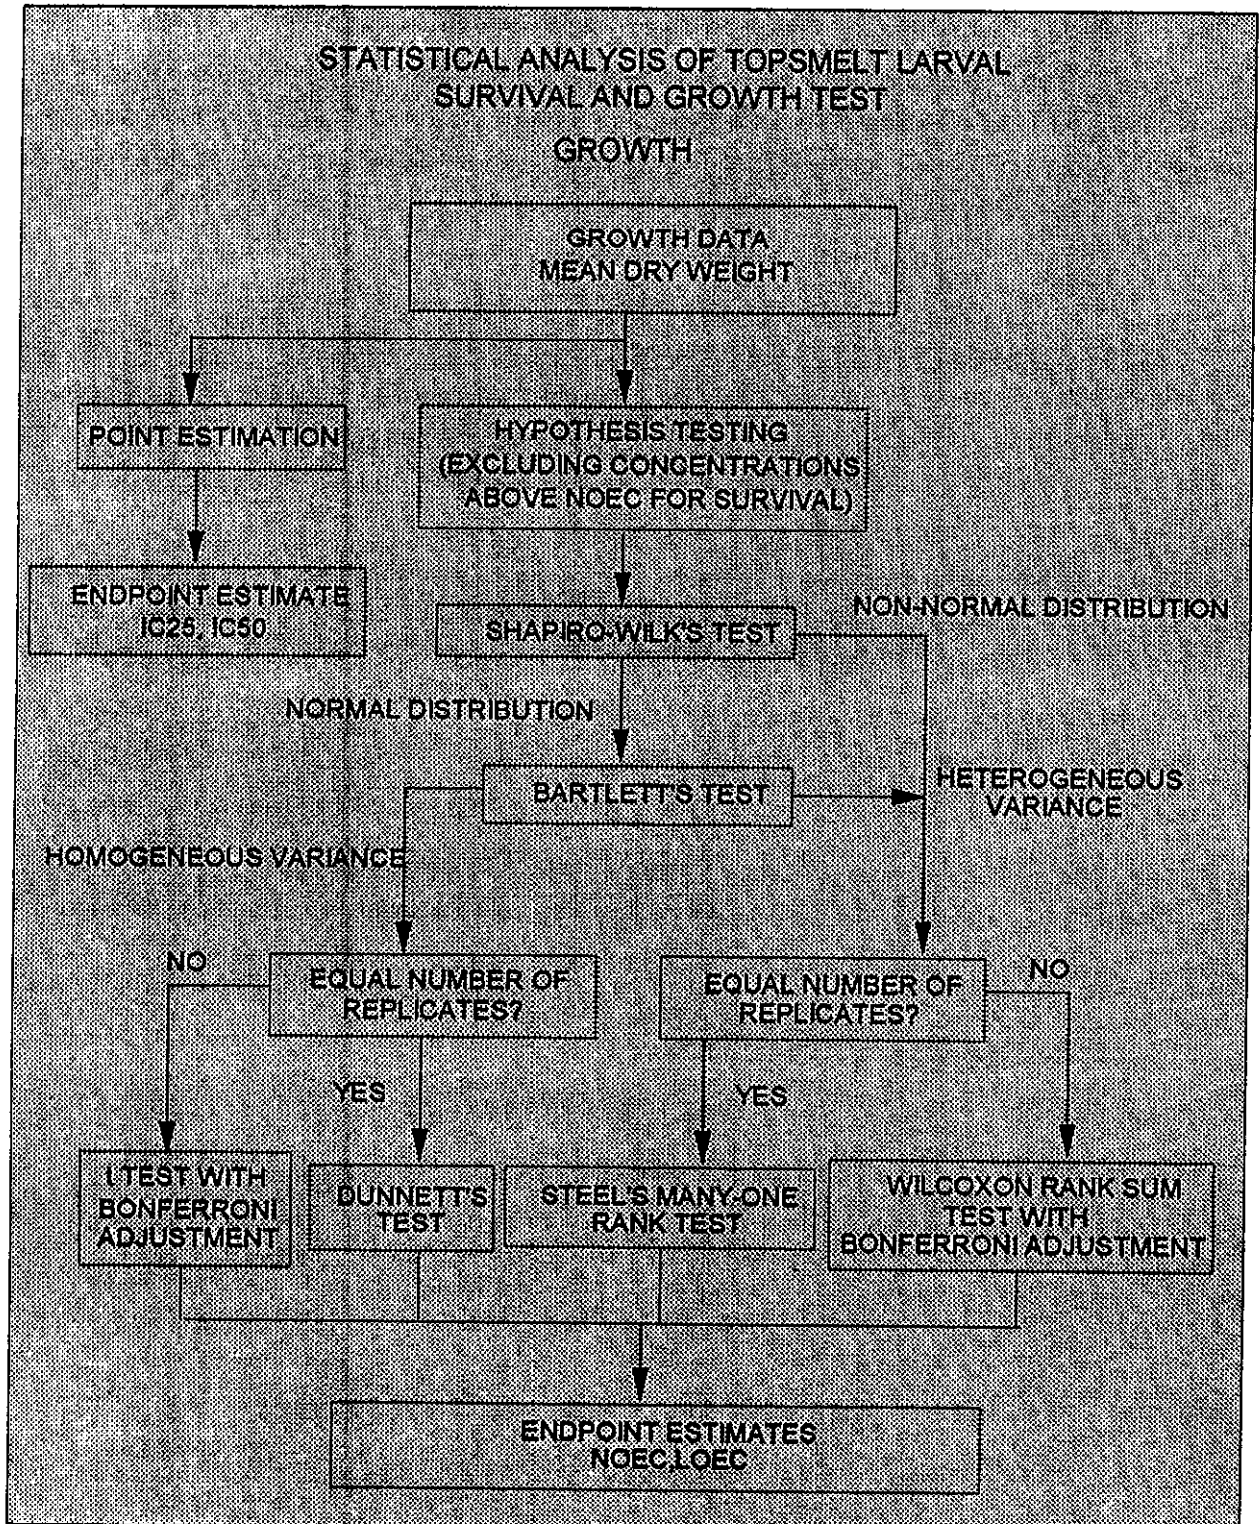 STATISTICAL ANALYSIS OF TOPSMELT LARVAL
SURVIVAL AND GROWTH TEST
GROWTH
GROWTH DATA
MEAN DRY WEIGHT
POINT ESTIMATION
HYPOTHESIS TESTING
(EXCLUDING CONCENTRATIONS
ABOVE NOEC FOR SURVIVAL)
ENDPOINT ESTIMATE
IC25, IC50
SHAPIRO-WILK'S TEST
NON-NORMAL DISTRIBUTION
NORMAL DISTRIBUTION
BARTLETT'S TEST
HETEROGENEOUS
VARIANCE
HOMOGENEOUS VARIANCE
NO
EQUAL NUMBER OF
REPLICATES?
EQUAL NUMBER OF
REPLICATES?
NO
YES
YES
t TEST WITH
BONFERRONI
ADJUSTMENT
DUNNETT'S
TEST
STEEL'S MANY-ONE
RANK TEST
WILCOXON RANK SUM
TEST WITH
BONFERRONI ADJUSTMENT
ENDPOINT ESTIMATES
NOEC,LOEC